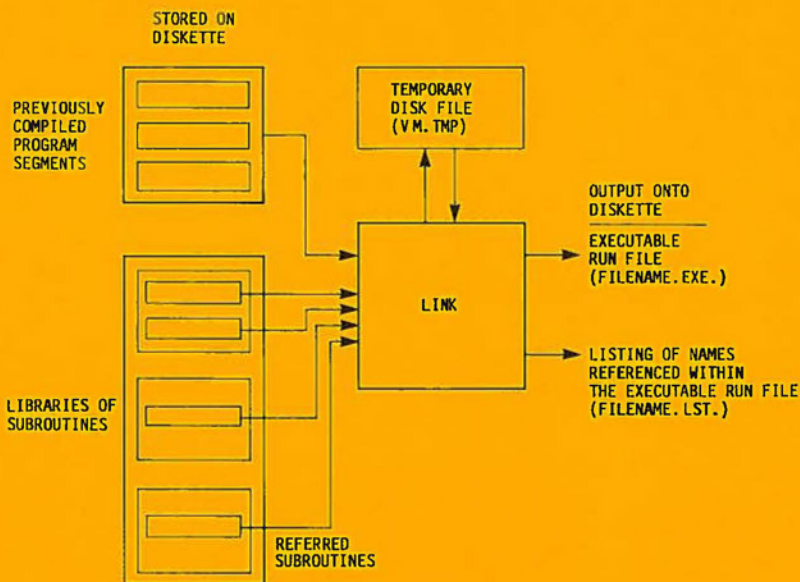 STORED ON
DISKETTE
PREVIOUSLY
COMPILED
PROGRAM
SEGMENTS
TEMPORARY
DISK FILE
(VM.TMP)
OUTPUT ONTO
DISKETTE
EXECUTABLE
RUN FILE
(FILENAME.EXE.)
LINK
LISTING OF NAMES
REFERENCED WITHIN
THE EXECUTABLE RUN FILE
(FILENAME.LST.)
LIBRARIES OF
SUBROUTINES
REFERRED
SUBROUTINES